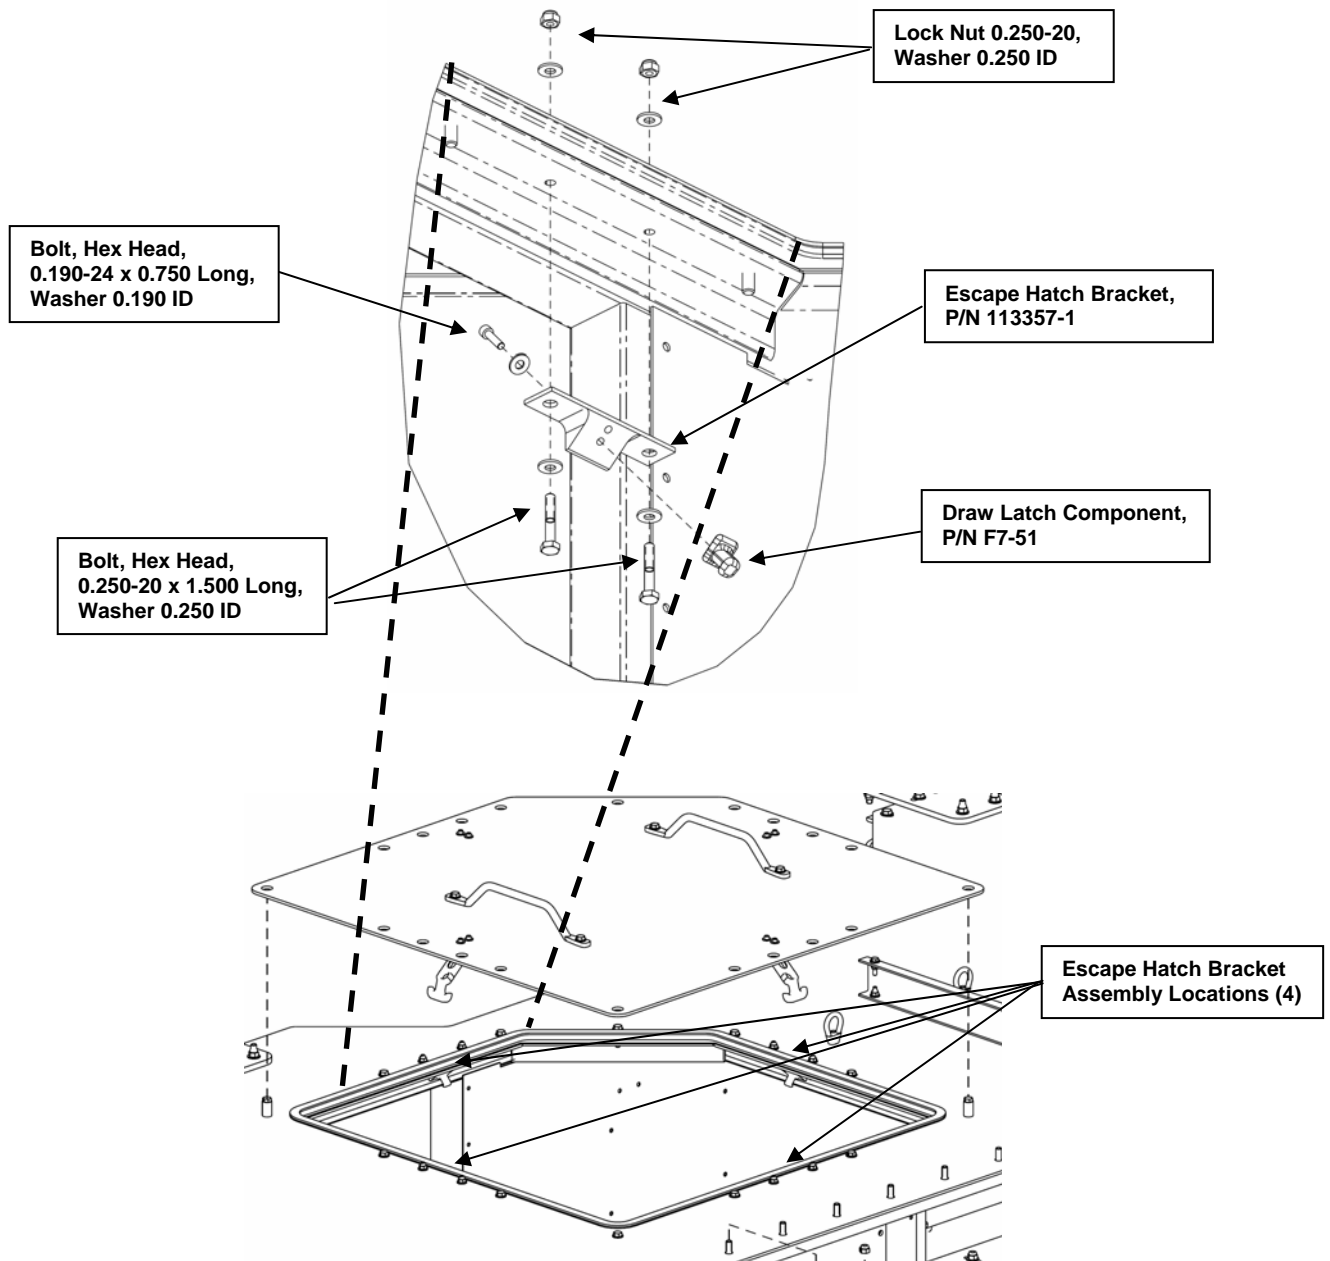 Lock Nut 0.250-20,
Washer 0.250 ID
Bolt, Hex Head,
0.190-24 x 0.750 Long,
Washer 0.190 ID
Escape Hatch Bracket,
P/N 113357-1
Draw Latch Component,
P/N F7-51
Bolt, Hex Head,
0.250-20 x 1.500 Long,
Washer 0.250 ID
Escape Hatch Bracket
Assembly Locations (4)